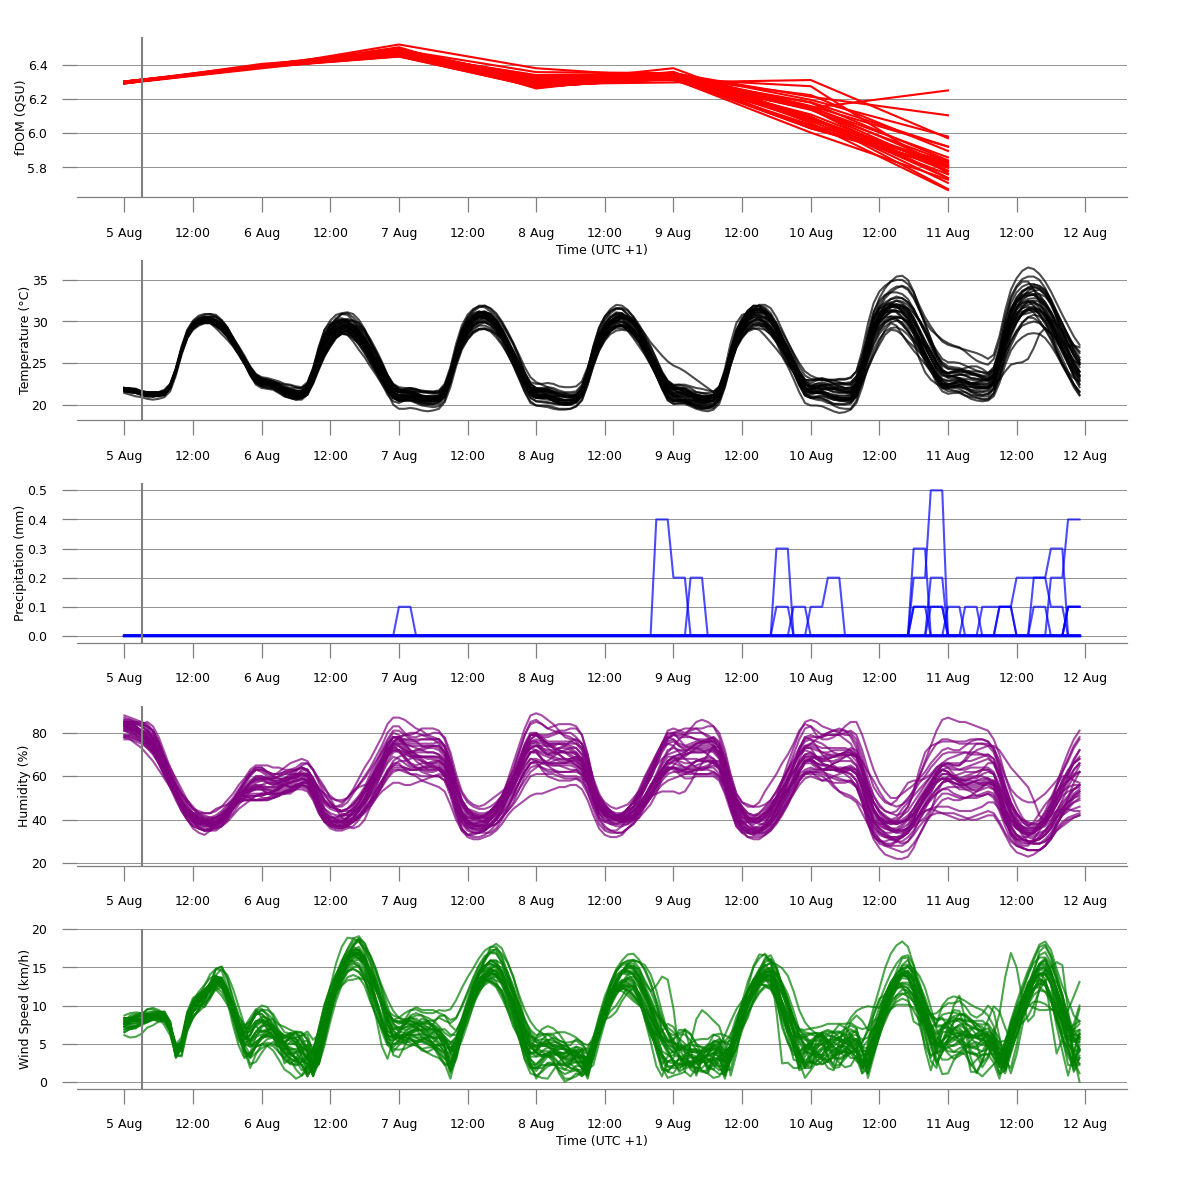 fDOM (QSU)
6.4
6.2
6.0
5.8
5 Aug 12:00 6 Aug 12:00 7 Aug 12:00 8 Aug 12:00 9 Aug 12:00 10 Aug 12:00 11 Aug 12:00 12 Aug
Time (UTC +1)
Temperature (°C)
35
30
25
20
5 Aug 12:00 6 Aug 12:00 7 Aug 12:00 8 Aug 12:00 9 Aug 12:00 10 Aug 12:00 11 Aug 12:00 12 Aug
Precipitation (mm)
0.5
0.4
0.3
0.2
0.1
0.0
5 Aug 12:00 6 Aug 12:00 7 Aug 12:00 8 Aug 12:00 9 Aug 12:00 10 Aug 12:00 11 Aug 12:00 12 Aug
Humidity (%)
80
60
40
20
5 Aug 12:00 6 Aug 12:00 7 Aug 12:00 8 Aug 12:00 9 Aug 12:00 10 Aug 12:00 11 Aug 12:00 12 Aug
Wind Speed (km/h)
20
15
10
5
0
5 Aug 12:00 6 Aug 12:00 7 Aug 12:00 8 Aug 12:00 9 Aug 12:00 10 Aug 12:00 11 Aug 12:00 12 Aug
Time (UTC +1)